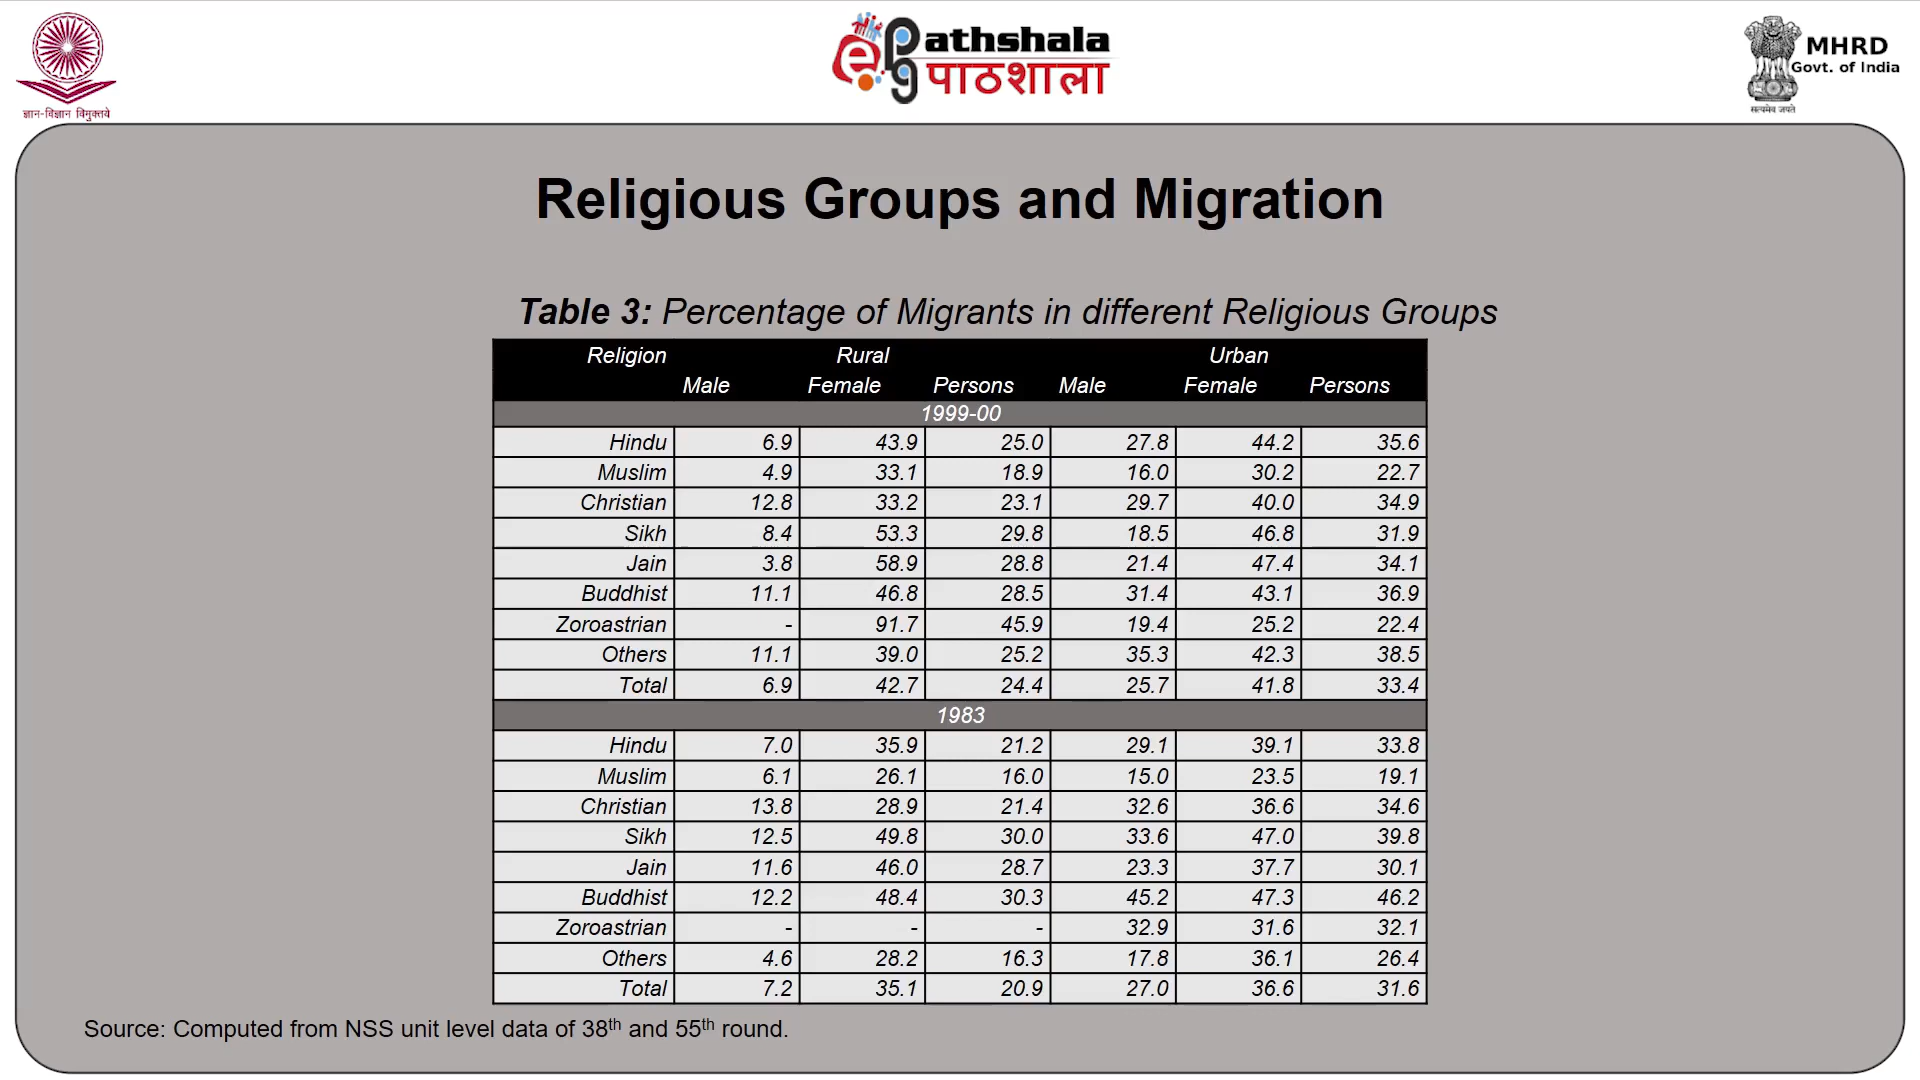 ज्ञान-विज्ञान विमुक्तये
e
pg
athshala
पाठशाला
MHRD
Govt. of India
सत्यमेव जयते
Religious Groups and Migration
Table 3: Percentage of Migrants in different Religious Groups
Religion Rural Urban
Male Female Persons Male Female Persons
1999-00
Hindu 6.9 43.9 25.0 27.8 44.2 35.6
Muslim 4.9 33.1 18.9 16.0 30.2 22.7
Christian 12.8 33.2 23.1 29.7 40.0 34.9
Sikh 8.4 53.3 29.8 18.5 46.8 31.9
Jain 3.8 58.9 28.8 21.4 47.4 34.1
Buddhist 11.1 46.8 28.5 31.4 43.1 36.9
Zoroastrian - 91.7 45.9 19.4 25.2 22.4
Others 11.1 39.0 25.2 35.3 42.3 38.5
Total 6.9 42.7 24.4 25.7 41.8 33.4
1983
Hindu 7.0 35.9 21.2 29.1 39.1 33.8
Muslim 6.1 26.1 16.0 15.0 23.5 19.1
Christian 13.8 28.9 21.4 32.6 36.6 34.6
Sikh 12.5 49.8 30.0 33.6 47.0 39.8
Jain 11.6 46.0 28.7 23.3 37.7 30.1
Buddhist 12.2 48.4 30.3 45.2 47.3 46.2
Zoroastrian - - - 32.9 31.6 32.1
Others 4.6 28.2 16.3 17.8 36.1 26.4
Total 7.2 35.1 20.9 27.0 36.6 31.6
Source: Computed from NSS unit level data of 38th and 55th round.